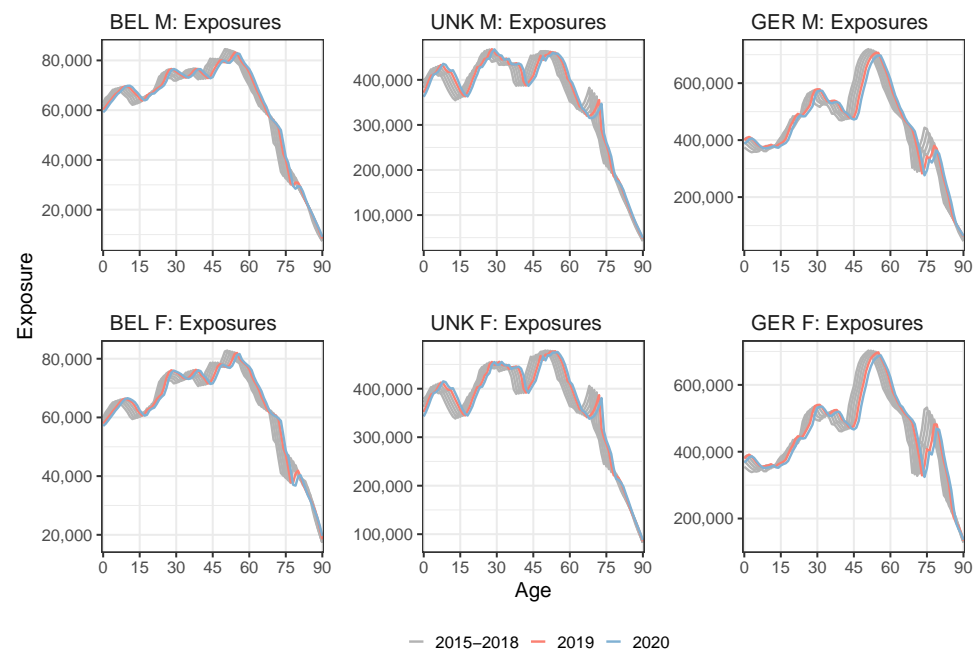 BEL M: Exposures
UNK M: Exposures
GER M: Exposures
80,000
60,000
40,000
20,000
0 15 30 45 60 75 90
400,000
300,000
200,000
100,000
0 15 30 45 60 75 90
600,000
400,000
200,000
0 15 30 45 60 75 90
Exposure
BEL F: Exposures
UNK F: Exposures
GER F: Exposures
80,000
60,000
40,000
20,000
0 15 30 45 60 75 90
400,000
300,000
200,000
100,000
0 15 30 45 60 75 90
600,000
400,000
200,000
0 15 30 45 60 75 90
Age
2015–2018 2019 2020